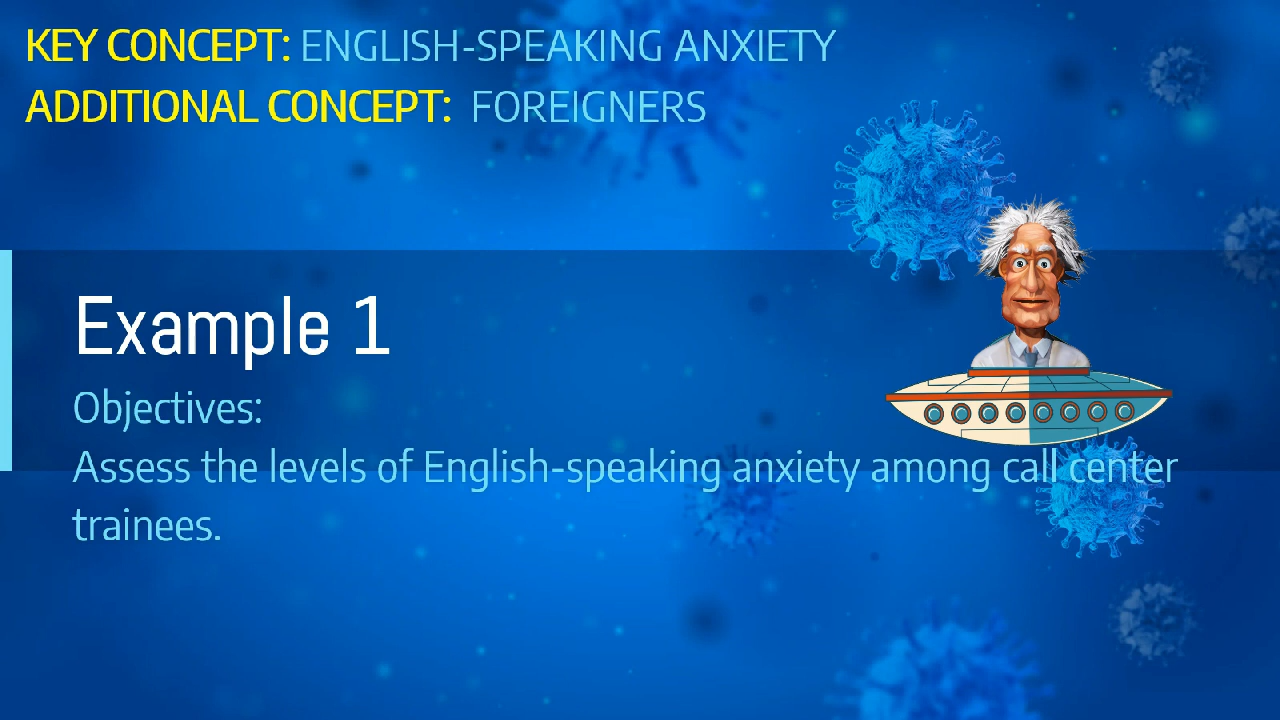 KEY CONCEPT: ENGLISH-SPEAKING ANXIETY
ADDITIONAL CONCEPT: FOREIGNERS
Example 1
Objectives:
Assess the levels of English-speaking anxiety among call center
trainees.